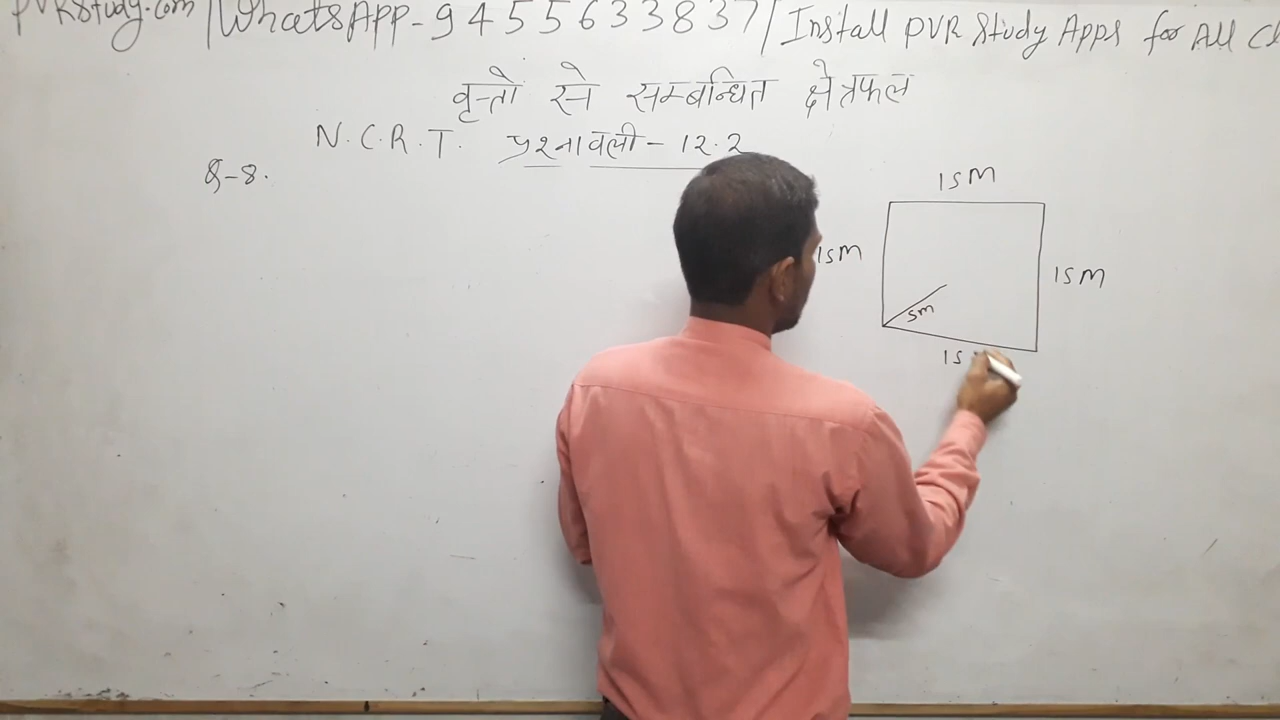 PVRStudy.com | WhatsApp-9455633837 | Install PVR Study Apps for All
वृत्तों से सम्बन्धित क्षेत्रफल
N.C.R.T. प्रश्नावली - 12.2
Q-8.
15M
15M
15M
5m
15